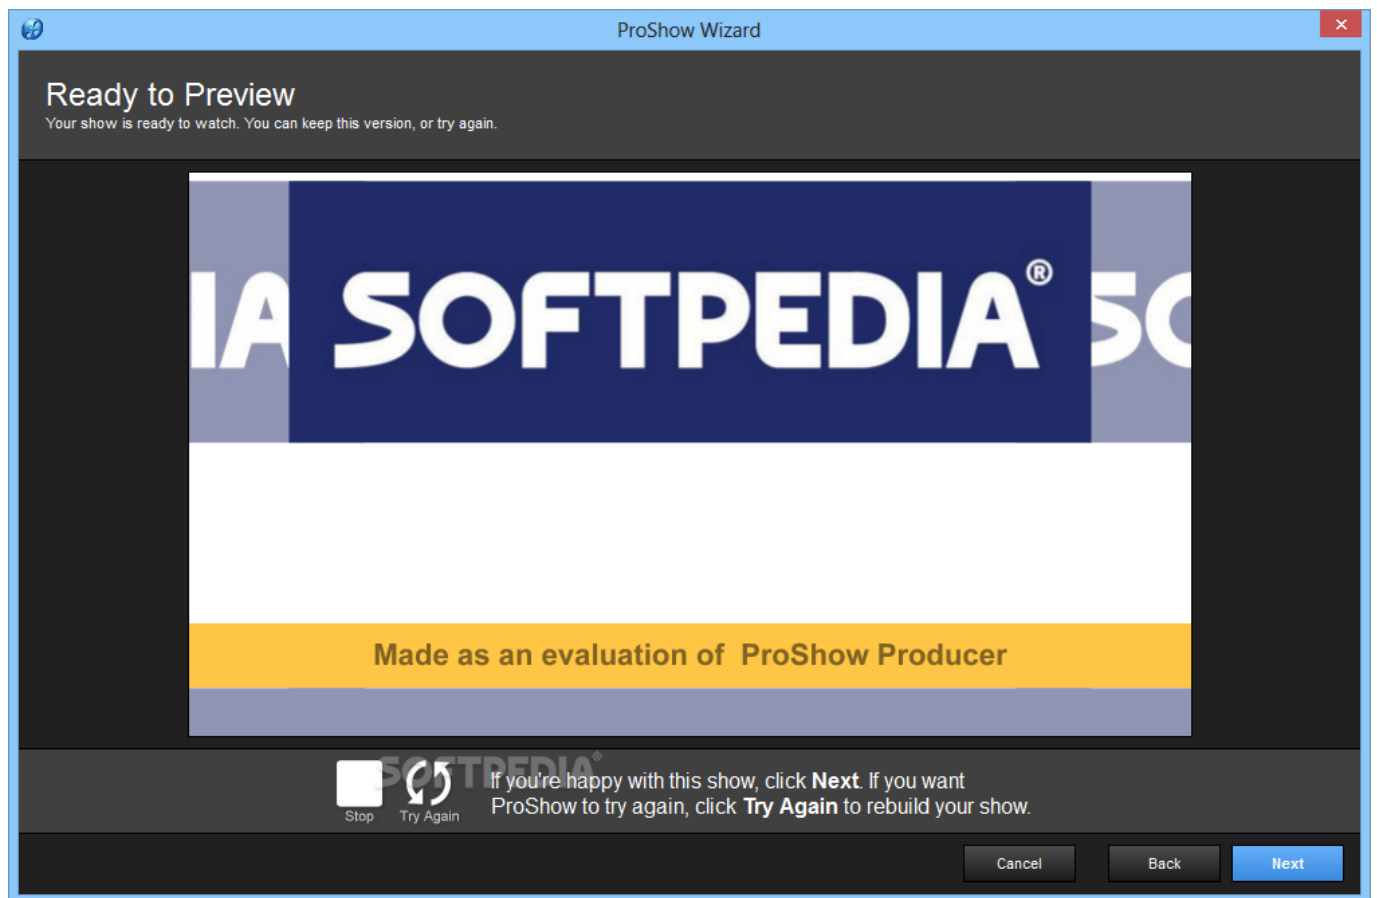 ProShow Wizard
Ready to Preview
Your show is ready to watch. You can keep this version, or try again.
IA SOFTPEDIA® SO
Made as an evaluation of ProShow Producer
SOFTPEDIA®
If you're happy with this show, click Next. If you want
ProShow to try again, click Try Again to rebuild your show.
Stop Try Again
Cancel Back Next